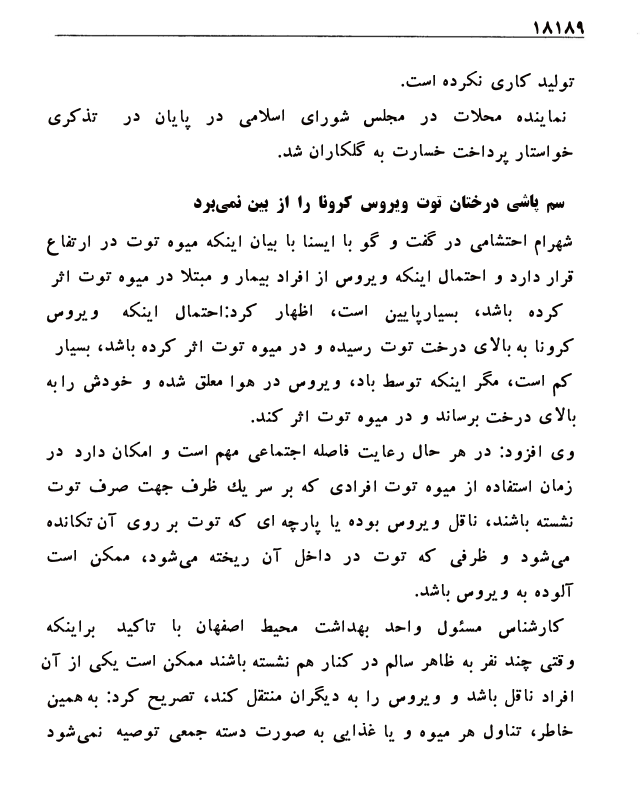 ۱۸۱۸۹
تولید کاری نکرده است.
نماینده محلات در مجلس شورای اسلامی در پایان در تذکری
خواستار پرداخت خسارت به گلکاران شد.
سم پاشی درختان توت ویروس کرونا را از بین نمی‌برد
شهرام احتشامی در گفت و گو با ایسنا با بیان اینکه میوه توت در ارتفاع
قرار دارد و احتمال اینکه ویروس از افراد بیمار و مبتلا در میوه توت اثر
کرده باشد، بسیارپایین است، اظهار کرد:احتمال اینکه ویروس
کرونا به بالای درخت توت رسیده و در میوه توت اثر کرده باشد، بسیار
کم است، مگر اینکه توسط باد، ویروس در هوا معلق شده و خودش را به
بالای درخت برساند و در میوه توت اثر کند.
وی افزود: در هر حال رعایت فاصله اجتماعی مهم است و امکان دارد در
زمان استفاده از میوه توت افرادی که بر سر یك ظرف جهت صرف توت
نشسته باشند، ناقل ویروس بوده یا پارچه ای که توت بر روی آن تکانده
می‌شود و ظرفی که توت در داخل آن ریخته می‌شود، ممکن است
آلوده به ویروس باشد.
کارشناس مسئول واحد بهداشت محیط اصفهان با تاکید براینکه
وقتی چند نفر به ظاهر سالم در کنار هم نشسته باشند ممکن است یکی از آن
افراد ناقل باشد و ویروس را به دیگران منتقل کند، تصریح کرد: به همین
خاطر، تناول هر میوه و یا غذایی به صورت دسته جمعی توصیه نمی‌شود